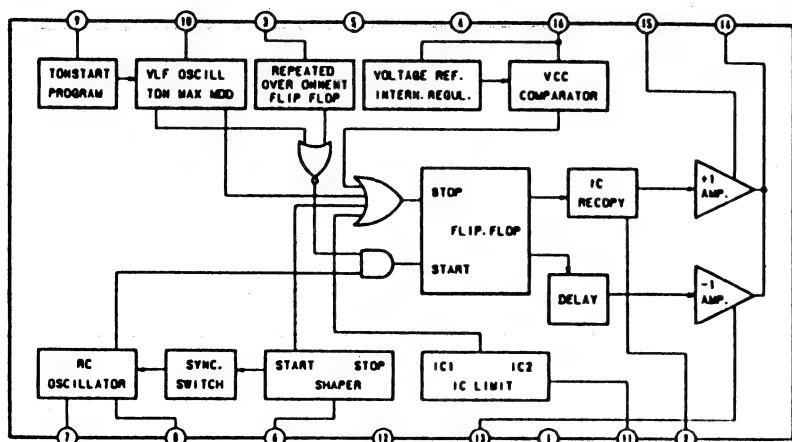 9 10 3 5 4 16 15 14
TONSTART
PROGRAM
VLF OSCILL
TON MAX MDD
REPEATED
OVER ONNENT
FLIP FLOP
VOLTAGE REF.
INTERN. REGUL.
VCC
COMPARATOR
STOP
FLIP.FLOP
START
IC
RECOPY
+1
AMP.
DELAY
-1
AMP.
RC
OSCILLATOR
SYNC.
SWITCH
START STOP
SHAPER
IC1 IC2
IC LIMIT
7 8 6 12 13 1 11 2